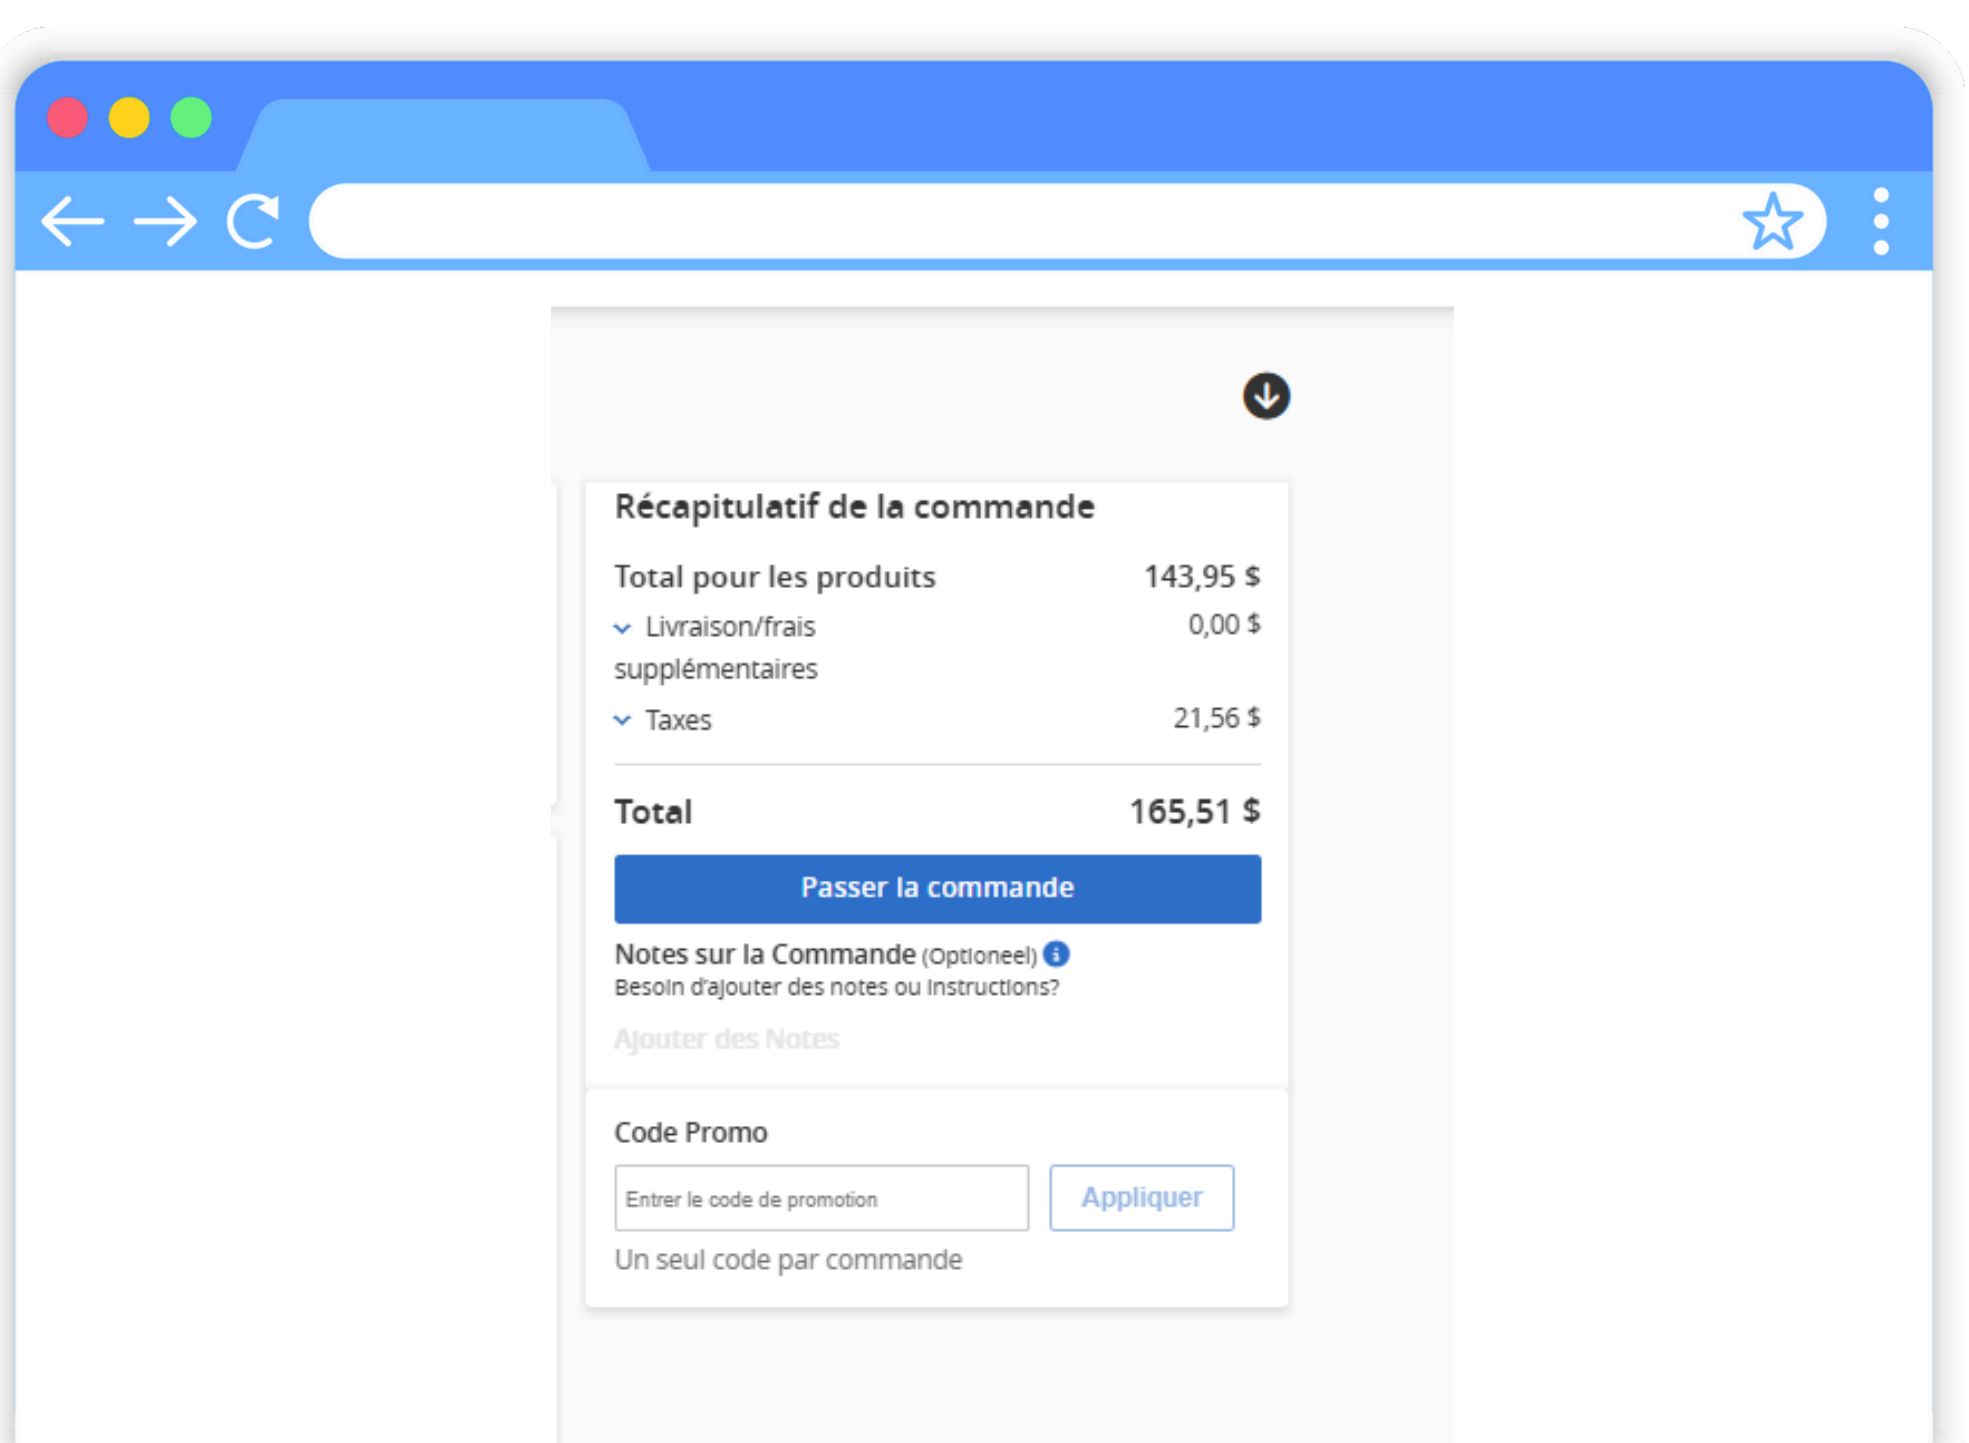 Récapitulatif de la commande
Total pour les produits 143,95 $
Livraison/frais 0,00 $
supplémentaires
Taxes 21,56 $
Total 165,51 $
Passer la commande
Notes sur la Commande (Optioneel)
Besoin d'ajouter des notes ou instructions?
Ajouter des Notes
Code Promo
Entrer le code de promotion Appliquer
Un seul code par commande